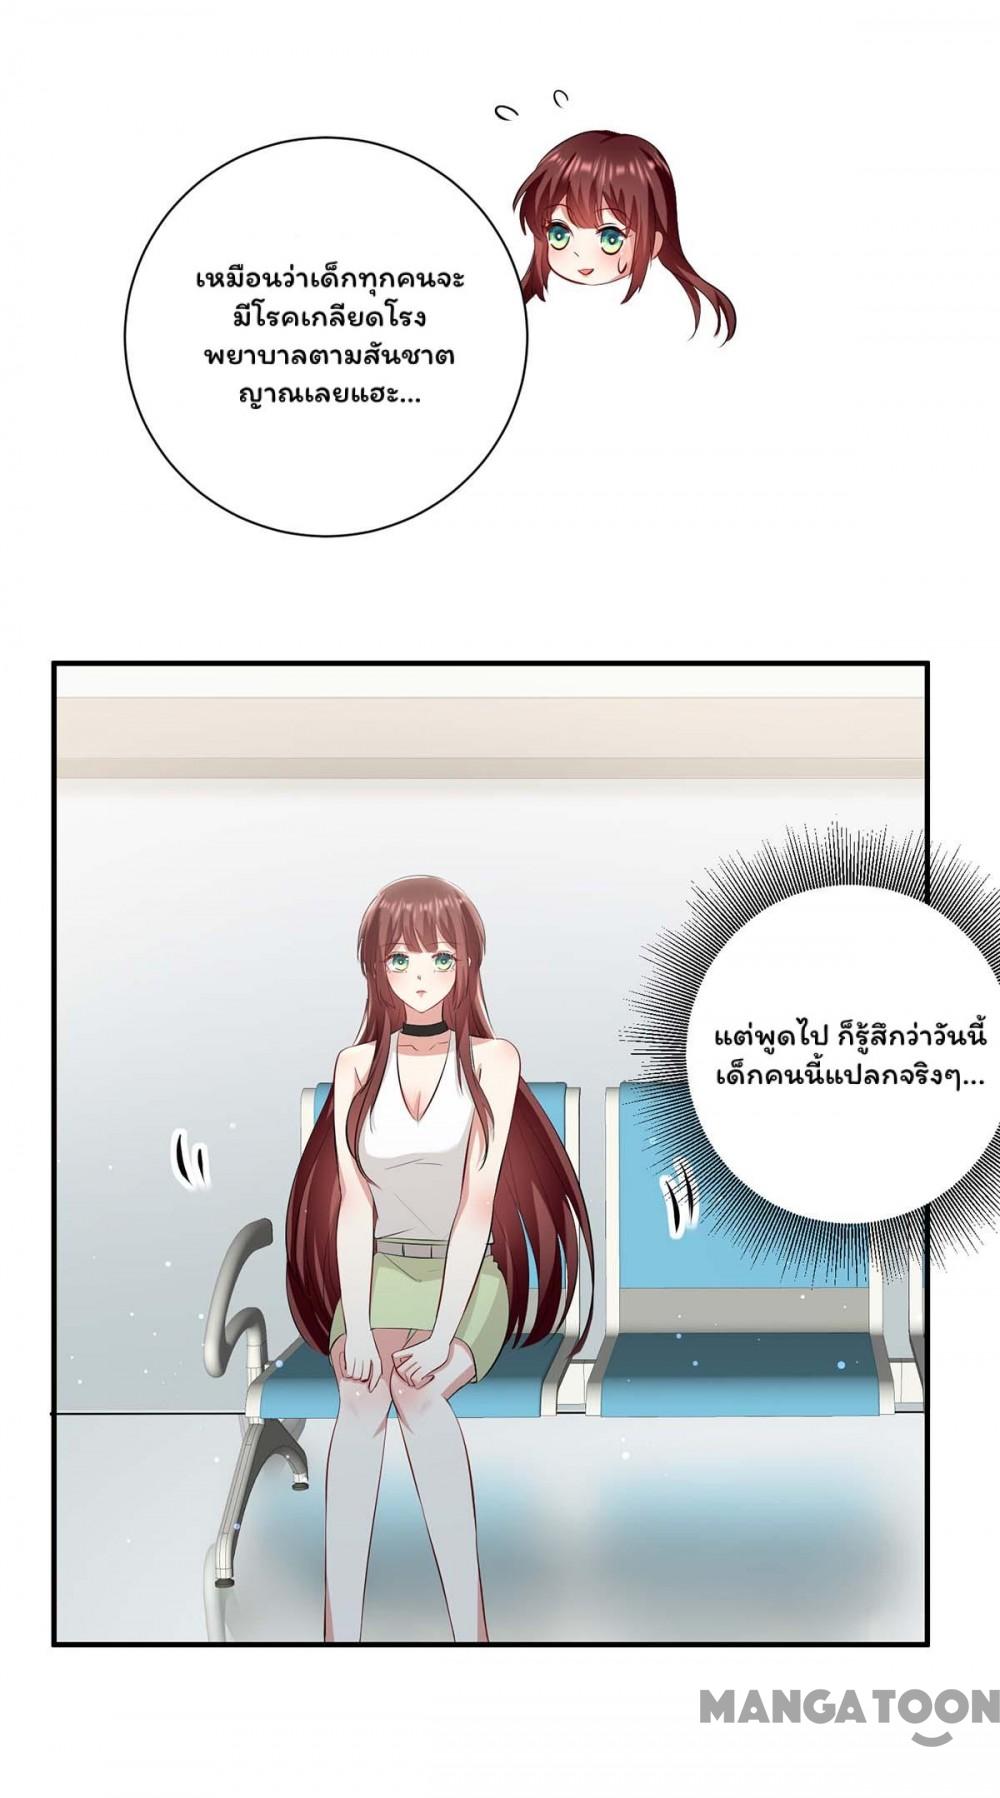 เหมือนว่าเด็กทุกคนจะ
มีโรคเกลียดโรง
พยาบาลตามสันชาต
ญาณเลยแฮะ...
แต่พูดไป ก็รู้สึกว่าวันนี้
เด็กคนนี้แปลกจริงๆ...
MANGATOON